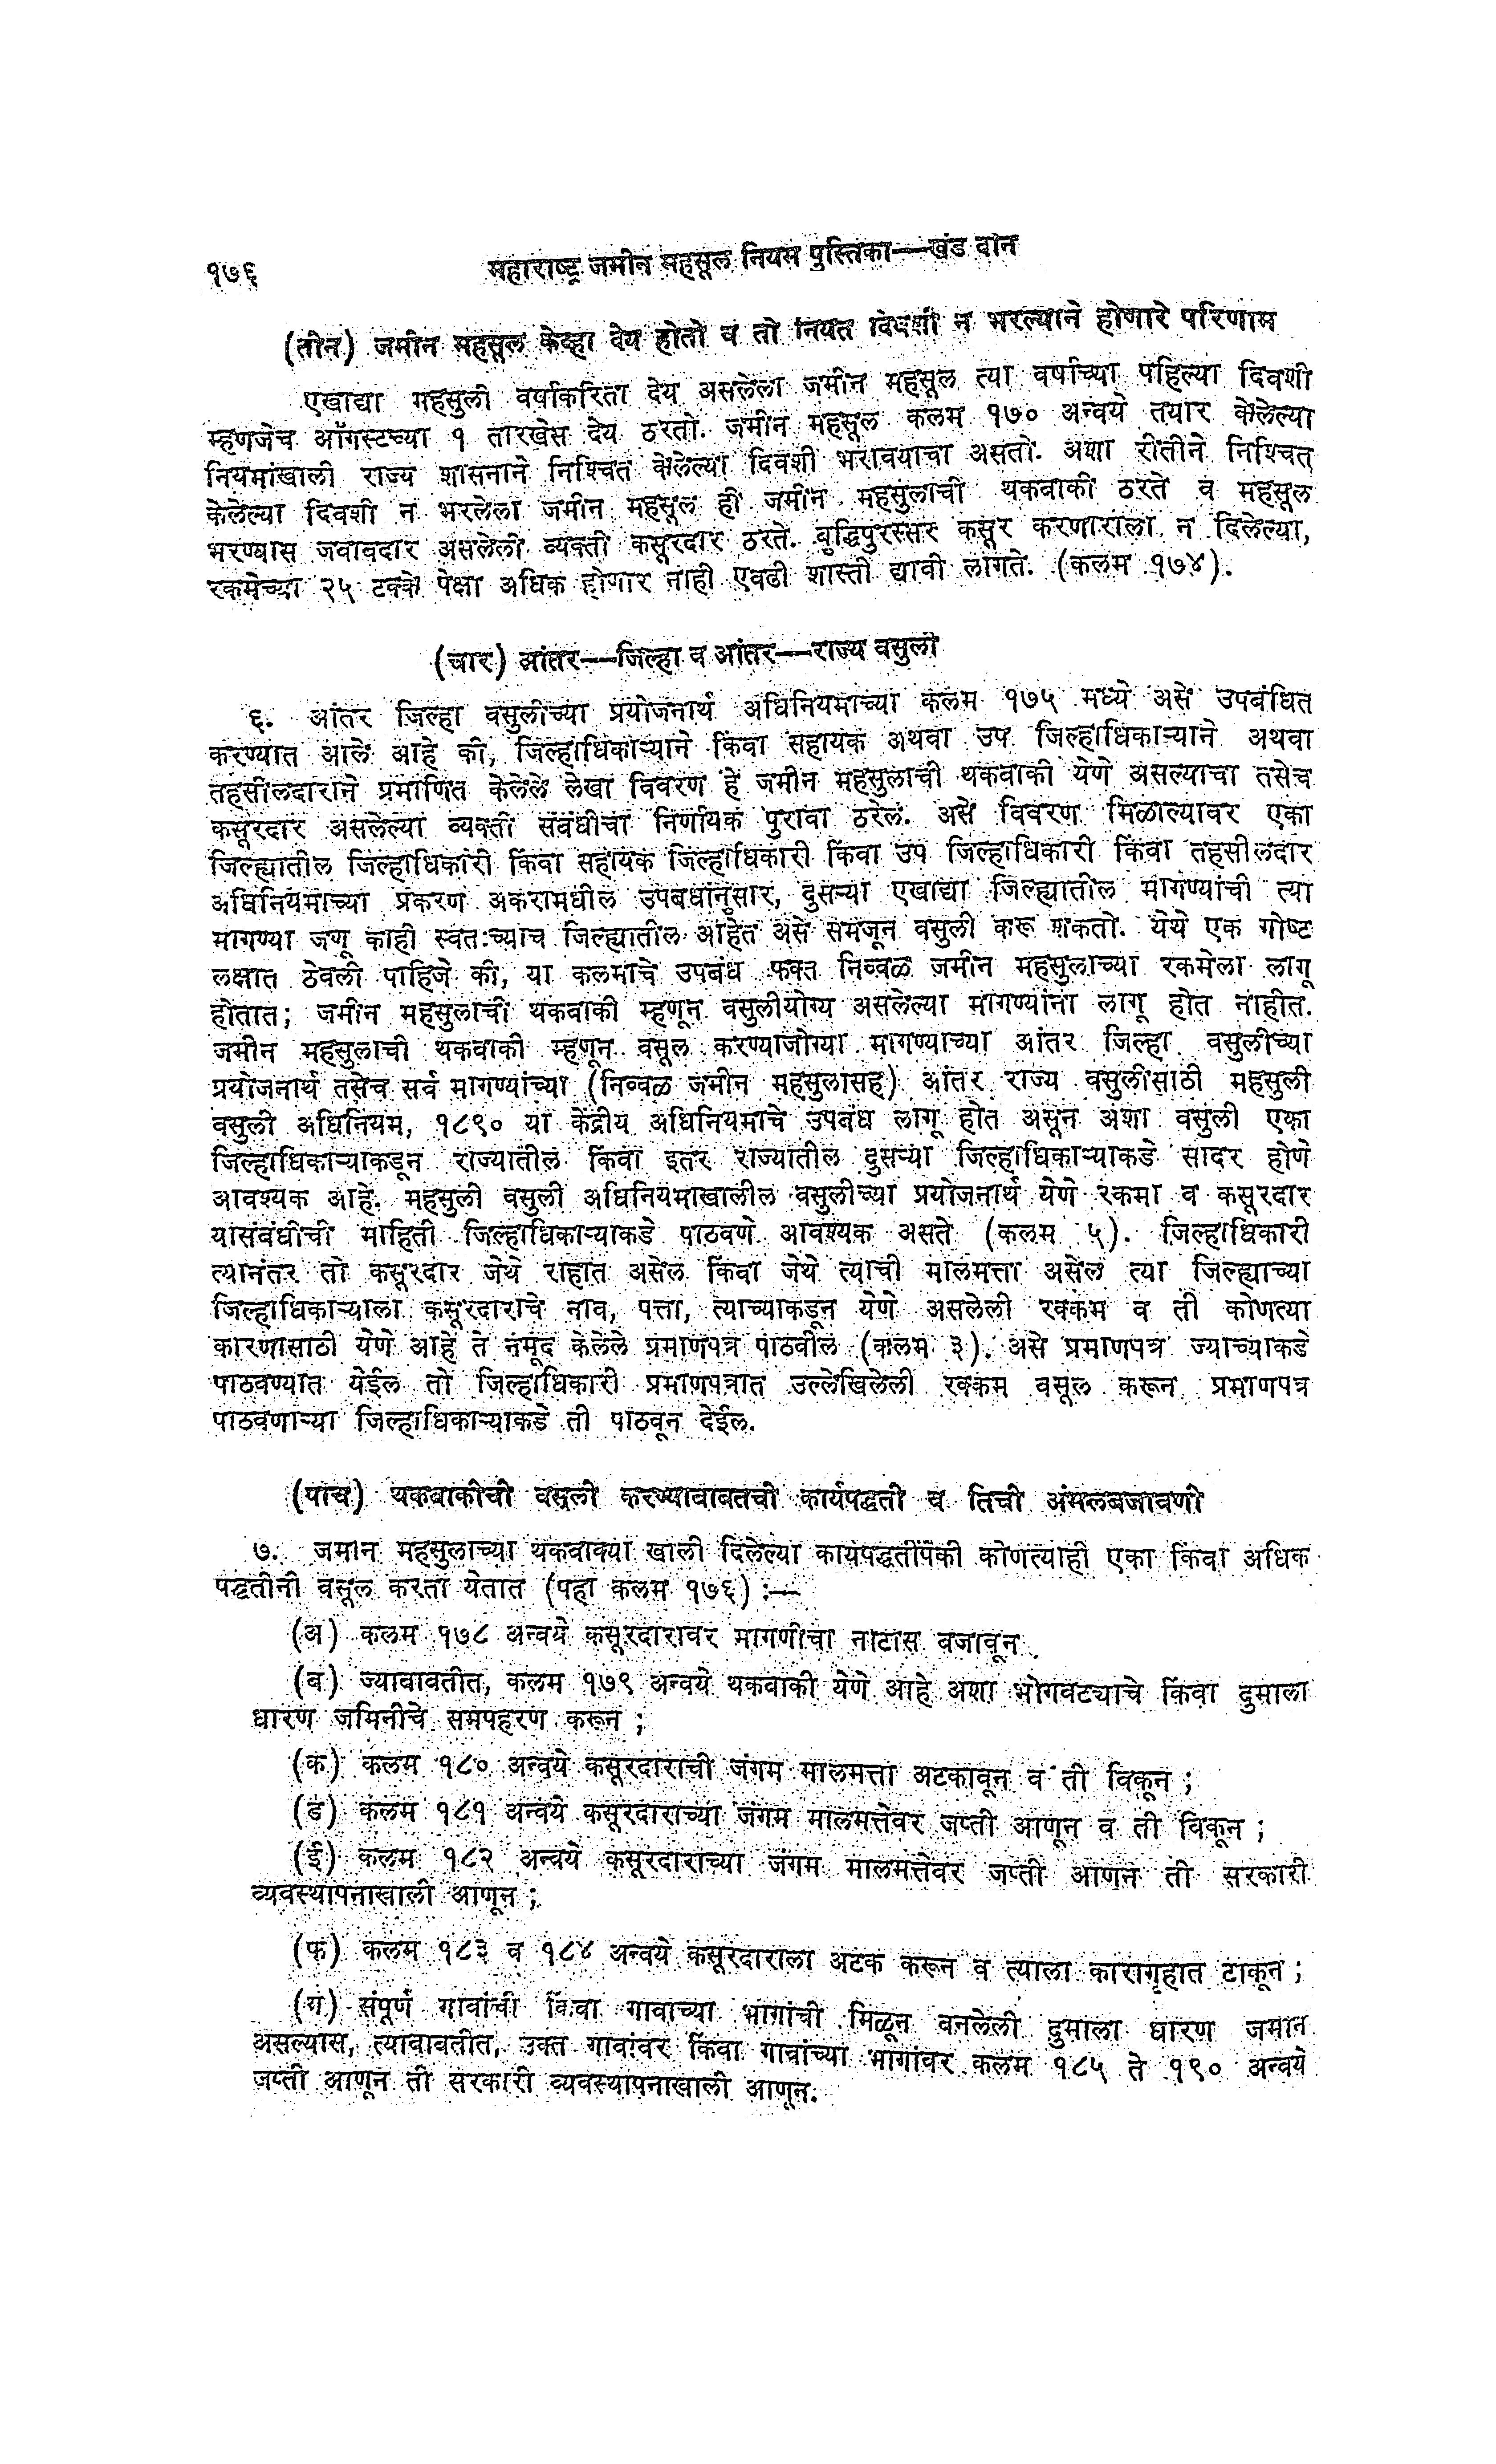 १७६ महाराष्ट्र जमीन महसूल नियम पुस्तिका—खंड दोन
(तीन) जमीन महसूल केव्हा देय होतो व तो नियत दिवशी न भरल्याने होणारे परिणाम
एखाद्या महसुली वर्षाकरिता देय असलेला जमीन महसूल त्या वर्षाच्या पहिल्या दिवशी
म्हणजेच ऑगस्टच्या १ तारखेस देय ठरतो. जमीन महसूल कलम १७० अन्वये तयार केलेल्या
नियमांखाली राज्य शासनाने निश्चित केलेल्या दिवशी भरावयाचा असतो. अशा रीतीने निश्चित
केलेल्या दिवशी न भरलेला जमीन महसूल ही जमीन महसुलाची थकबाकी ठरते व महसूल
भरण्यास जबाबदार असलेली व्यक्ती कसूरदार ठरते. बुद्धिपुरस्सर कसूर करणाराला न दिलेल्या,
रकमेच्या २५ टक्के पेक्षा अधिक होणार नाही एवढी शास्ती द्यावी लागते. (कलम १७४).
(चार) आंतर—जिल्हा व आंतर—राज्य वसुली
६. आंतर जिल्हा वसुलीच्या प्रयोजनार्थ अधिनियमाच्या कलम १७५ मध्ये असे उपबंधित
करण्यात आले आहे की, जिल्हाधिकाऱ्याने किंवा सहायक अथवा उप जिल्हाधिकाऱ्याने अथवा
तहसीलदाराने प्रमाणित केलेले लेखा विवरण हे जमीन महसुलाची थकबाकी येणे असल्याचा तसेच
कसूरदार असलेल्या व्यक्ती संबंधीचा निर्णायक पुरावा ठरेल. असे विवरण मिळाल्यावर एका
जिल्ह्यातील जिल्हाधिकारी किंवा सहायक जिल्हाधिकारी किंवा उप जिल्हाधिकारी किंवा तहसीलदार
अधिनियमाच्या प्रकरण अकरामधील उपबंधांनुसार, दुसऱ्या एखाद्या जिल्ह्यातील मागण्यांची त्या
मागण्या जणू काही स्वतःच्याच जिल्ह्यातील आहेत असे समजून वसुली करू शकतो. येथे एक गोष्ट
लक्षात ठेवली पाहिजे की, या कलमाचे उपबंध फक्त निव्वळ जमीन महसुलाच्या रकमेला लागू
होतात; जमीन महसुलाची थकबाकी म्हणून वसुलीयोग्य असलेल्या मागण्यांना लागू होत नाहीत.
जमीन महसुलाची थकबाकी म्हणून वसूल करण्याजोग्या मागण्याच्या आंतर जिल्हा वसुलीच्या
प्रयोजनार्थ तसेच सर्व मागण्यांच्या (निव्वळ जमीन महसुलासह) आंतर राज्य वसुलीसाठी महसुली
वसुली अधिनियम, १८९० या केंद्रीय अधिनियमाचे उपबंध लागू होत असून अशा वसुली एका
जिल्हाधिकाऱ्याकडून राज्यातील किंवा इतर राज्यातील दुसऱ्या जिल्हाधिकाऱ्याकडे सादर होणे
आवश्यक आहे. महसुली वसुली अधिनियमाखालील वसुलीच्या प्रयोजनार्थ येणे रकमा व कसूरदार
यासंबंधीची माहिती जिल्हाधिकाऱ्याकडे पाठवणे आवश्यक असते (कलम ५). जिल्हाधिकारी
त्यानंतर तो कसूरदार जेथे राहात असेल किंवा जेथे त्याची मालमत्ता असेल त्या जिल्ह्याच्या
जिल्हाधिकाऱ्याला कसूरदाराचे नाव, पत्ता, त्याच्याकडून येणे असलेली रक्कम व ती कोणत्या
कारणासाठी येणे आहे ते नमूद केलेले प्रमाणपत्र पाठवील (कलम ३). असे प्रमाणपत्र ज्याच्याकडे
पाठवण्यात येईल तो जिल्हाधिकारी प्रमाणपत्रात उल्लेखिलेली रक्कम वसूल करून प्रमाणपत्र
पाठवणाऱ्या जिल्हाधिकाऱ्याकडे ती पाठवून देईल.
(पाच) थकबाकीची वसुली करण्याबाबतची कार्यपद्धती व तिची अंमलबजावणी
७. जमीन महसुलाच्या थकबाक्या खाली दिलेल्या कार्यपद्धतीपैकी कोणत्याही एका किंवा अधिक
पद्धतींनी वसूल करता येतात (पहा कलम १७६) :—
(अ) कलम १७८ अन्वये कसूरदारावर मागणीची नोटीस बजावून
(ब) ज्याबाबतीत, कलम १७९ अन्वये थकबाकी येणे आहे अशा भोगवट्याचे किंवा दुमाला
धारण जमिनीचे समपहरण करून ;
(क) कलम १८० अन्वये कसूरदाराची जंगम मालमत्ता अटकावून व ती विकून ;
(ड) कलम १८१ अन्वये कसूरदाराच्या जंगम मालमत्तेवर जप्ती आणून व ती विकून ;
(ई) कलम १८२ अन्वये कसूरदाराच्या जंगम मालमत्तेवर जप्ती आणून ती सरकारी
व्यवस्थापनाखाली आणून ;
(फ) कलम १८३ व १८४ अन्वये कसूरदाराला अटक करून व त्याला कारागृहात टाकून ;
(ग) संपूर्ण गावांची किंवा गावाच्या भागांची मिळून बनलेली दुमाला धारण जमीन
असल्यास, त्याबाबतीत, उक्त गावांवर किंवा गावांच्या भागांवर कलम १८५ ते १९० अन्वये
जप्ती आणून ती सरकारी व्यवस्थापनाखाली आणून.